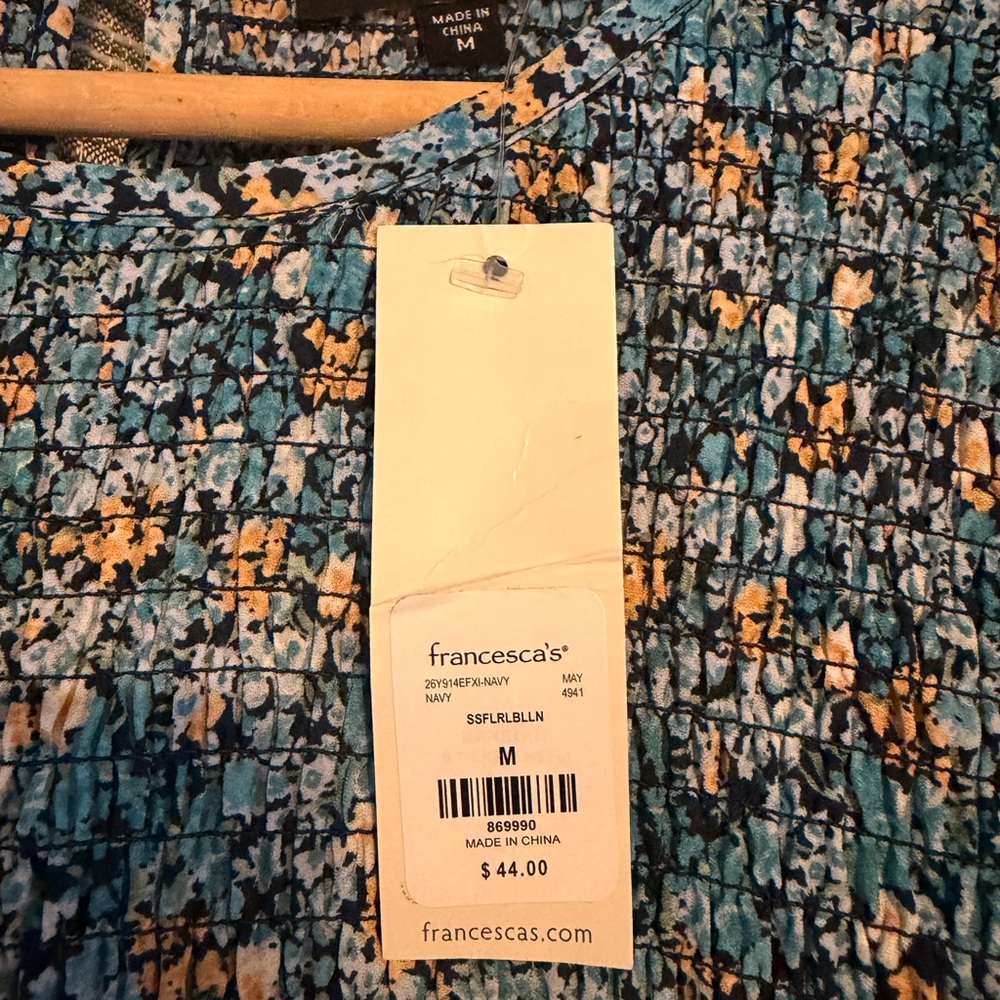 MADE IN
CHINA
M
francesca's®
26Y914EFXI-NAVY MAY
NAVY 4941
SSFLRLBLLN
M
869990
MADE IN CHINA
$ 44.00
francescas.com